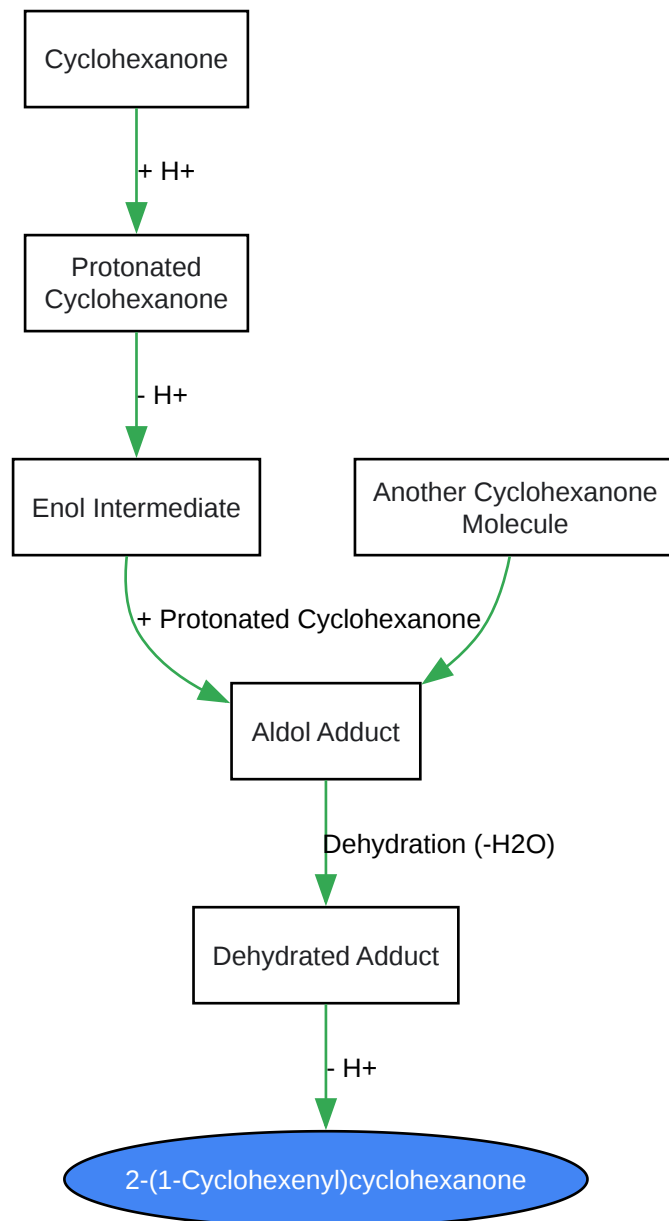 Cyclohexanone
+ H+
Protonated
Cyclohexanone
- H+
Enol Intermediate
Another Cyclohexanone
Molecule
+ Protonated Cyclohexanone
Aldol Adduct
Dehydration (-H2O)
Dehydrated Adduct
- H+
2-(1-Cyclohexenyl)cyclohexanone